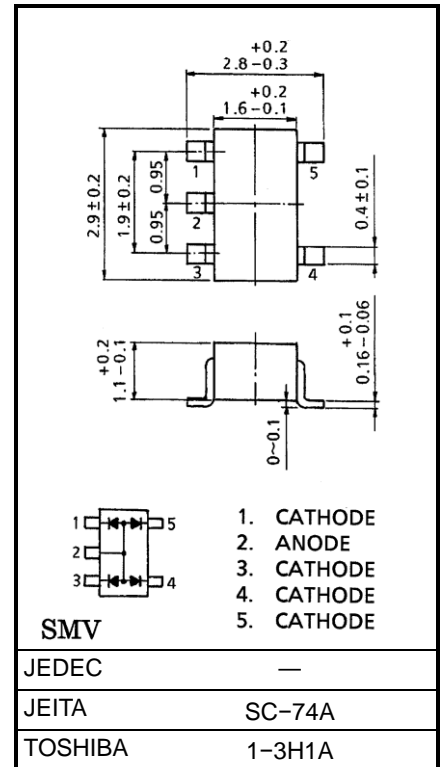 +0.2
2.8−0.3
+0.2
1.6−0.1
1
5
2.9±0.2
1.9±0.2
0.95
0.95
2
0.4±0.1
3
4
+0.2
1.1−0.1
+0.1
0.16−0.06
0~0.1
1
5
2
3
4
1. CATHODE
2. ANODE
3. CATHODE
4. CATHODE
5. CATHODE
SMV
JEDEC —
JEITA SC−74A
TOSHIBA 1−3H1A